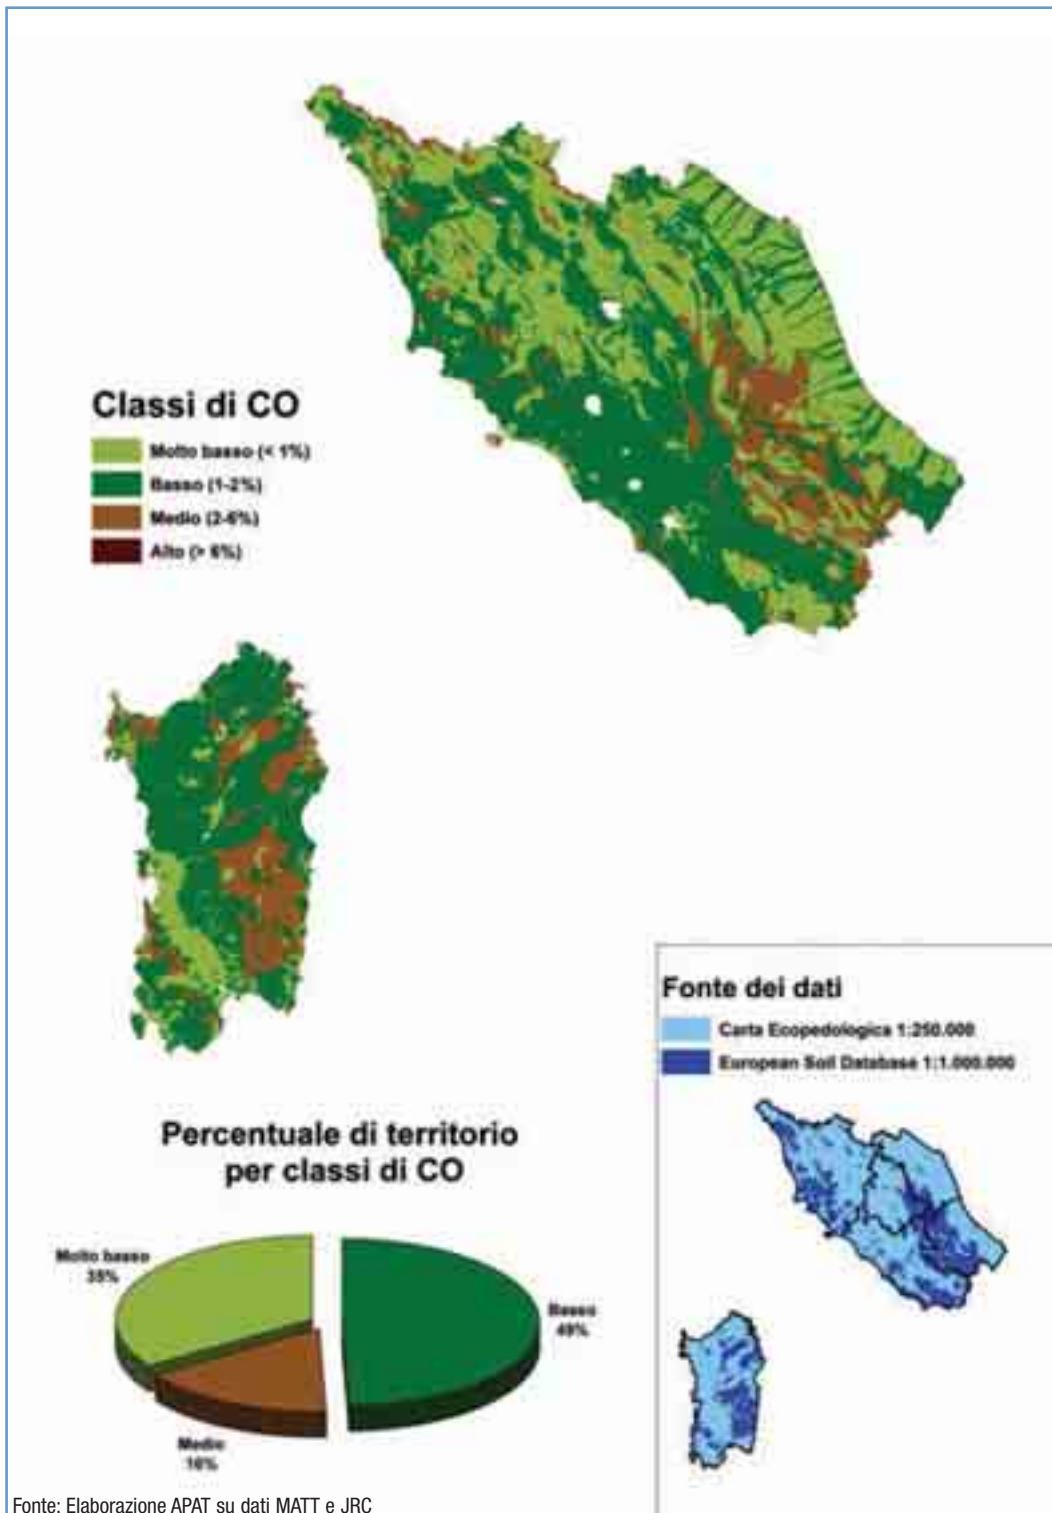 Classi di CO
Molto basso (< 1%)
Basso (1-2%)
Medio (2-6%)
Alto (> 6%)
Fonte dei dati
Carta Ecopedologica 1:250.000
European Soil Database 1:1.000.000
Percentuale di territorio
per classi di CO
Molto basso
35%
Basso
49%
Medio
16%
Fonte: Elaborazione APAT su dati MATT e JRC